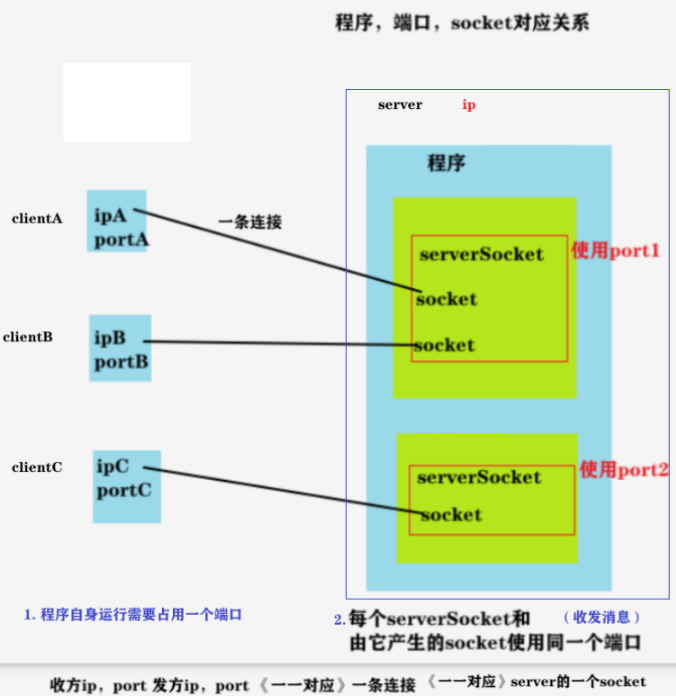 程序，端口，socket对应关系
server ip
程序
clientA
ipA
portA
一条连接
serverSocket
使用port1
socket
clientB
ipB
portB
socket
clientC
ipC
portC
serverSocket
使用port2
socket
1. 程序自身运行需要占用一个端口
2. 每个serverSocket和 （收发消息）
由它产生的socket使用同一个端口
收方ip，port 发方ip，port 《一一对应》一条连接 《一一对应》server的一个socket